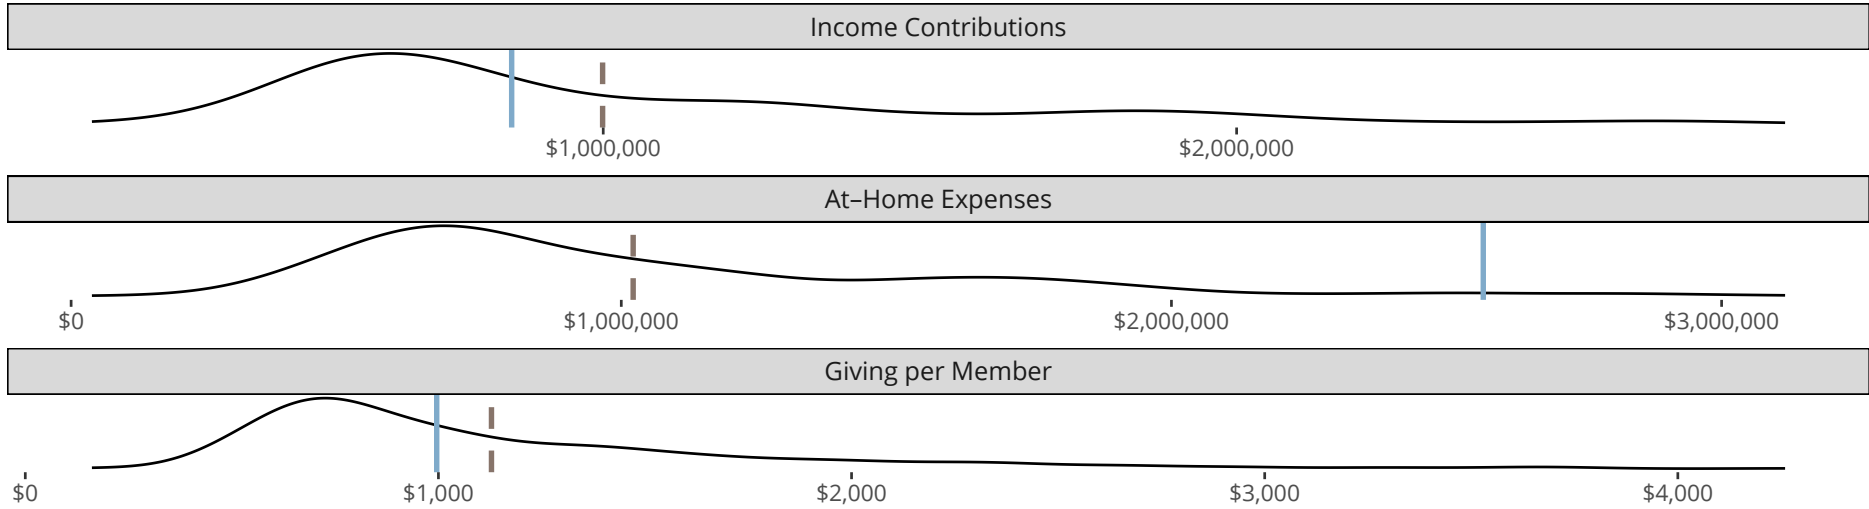 Income Contributions
$1,000,000 $2,000,000
At–Home Expenses
$0 $1,000,000 $2,000,000 $3,000,000
Giving per Member
$0 $1,000 $2,000 $3,000 $4,000